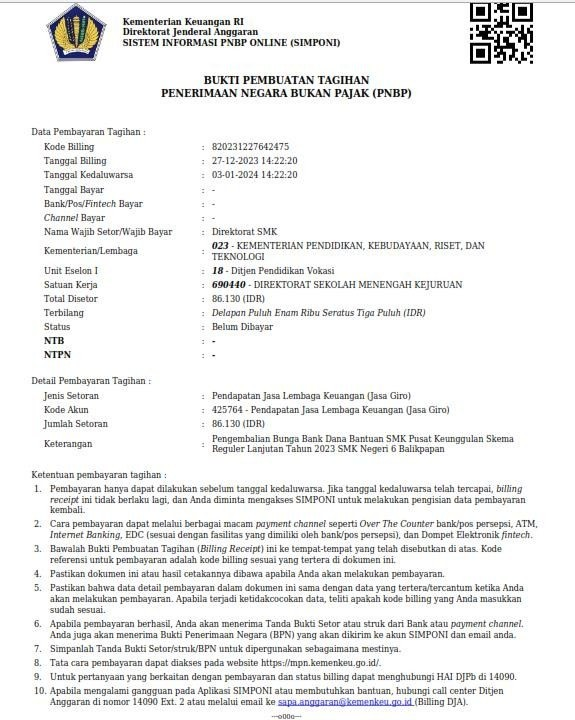 Kementerian Keuangan RI
Direktorat Jenderal Anggaran
SISTEM INFORMASI PNBP ONLINE (SIMPONI)
BUKTI PEMBUATAN TAGIHAN
PENERIMAAN NEGARA BUKAN PAJAK (PNBP)
Data Pembayaran Tagihan :
Kode Billing : 820231227642475
Tanggal Billing : 27-12-2023 14:22:20
Tanggal Kedaluwarsa : 03-01-2024 14:22:20
Tanggal Bayar : -
Bank/Pos/Fintech Bayar : -
Channel Bayar : -
Nama Wajib Setor/Wajib Bayar : Direktorat SMK
Kementerian/Lembaga : 023 - KEMENTERIAN PENDIDIKAN, KEBUDAYAAN, RISET, DAN
TEKNOLOGI
Unit Eselon I : 18 - Ditjen Pendidikan Vokasi
Satuan Kerja : 690440 - DIREKTORAT SEKOLAH MENENGAH KEJURUAN
Total Disetor : 86.130 (IDR)
Terbilang : Delapan Puluh Enam Ribu Seratus Tiga Puluh (IDR)
Status : Belum Dibayar
NTB : -
NTPN : -
Detail Pembayaran Tagihan :
Jenis Setoran : Pendapatan Jasa Lembaga Keuangan (Jasa Giro)
Kode Akun : 425764 - Pendapatan Jasa Lembaga Keuangan (Jasa Giro)
Jumlah Setoran : 86.130 (IDR)
Keterangan : Pengembalian Bunga Bank Dana Bantuan SMK Pusat Keunggulan Skema
Reguler Lanjutan Tahun 2023 SMK Negeri 6 Balikpapan
Ketentuan pembayaran tagihan :
1. Pembayaran hanya dapat dilakukan sebelum tanggal kedaluwarsa. Jika tanggal kedaluwarsa telah tercapai, billing
receipt ini tidak berlaku lagi, dan Anda diminta mengakses SIMPONI untuk melakukan pengisian data pembayaran
kembali.
2. Cara pembayaran dapat melalui berbagai macam payment channel seperti Over The Counter bank/pos persepsi, ATM,
Internet Banking, EDC (sesuai dengan fasilitas yang dimiliki oleh bank/pos persepsi), dan Dompet Elektronik fintech.
3. Bawalah Bukti Pembuatan Tagihan (Billing Receipt) ini ke tempat-tempat yang telah disebutkan di atas. Kode
referensi untuk pembayaran adalah kode billing sesuai yang tertera di dokumen ini.
4. Pastikan dokumen ini atau hasil cetakannya dibawa apabila Anda akan melakukan pembayaran.
5. Pastikan bahwa data detail pembayaran dalam dokumen ini sama dengan data yang tertera/tercantum ketika Anda
akan melakukan pembayaran. Apabila terjadi ketidakcocokan data, teliti apakah kode billing yang Anda masukkan
sudah sesuai.
6. Apabila pembayaran berhasil, Anda akan menerima Tanda Bukti Setor atau struk dari Bank atau payment channel.
Anda juga akan menerima Bukti Penerimaan Negara (BPN) yang akan dikirim ke akun SIMPONI dan email anda.
7. Simpanlah Tanda Bukti Setor/struk/BPN untuk dipergunakan sebagaimana mestinya.
8. Tata cara pembayaran dapat diakses pada website https://mpn.kemenkeu.go.id/.
9. Untuk pertanyaan yang berkaitan dengan pembayaran dan status billing dapat menghubungi HAI DJPb di 14090.
10. Apabila mengalami gangguan pada Aplikasi SIMPONI atau membutuhkan bantuan, hubungi call center Ditjen
Anggaran di nomor 14090 Ext. 2 atau melalui email ke sapa.anggaran@kemenkeu.go.id (Billing DJA).
---o00o---